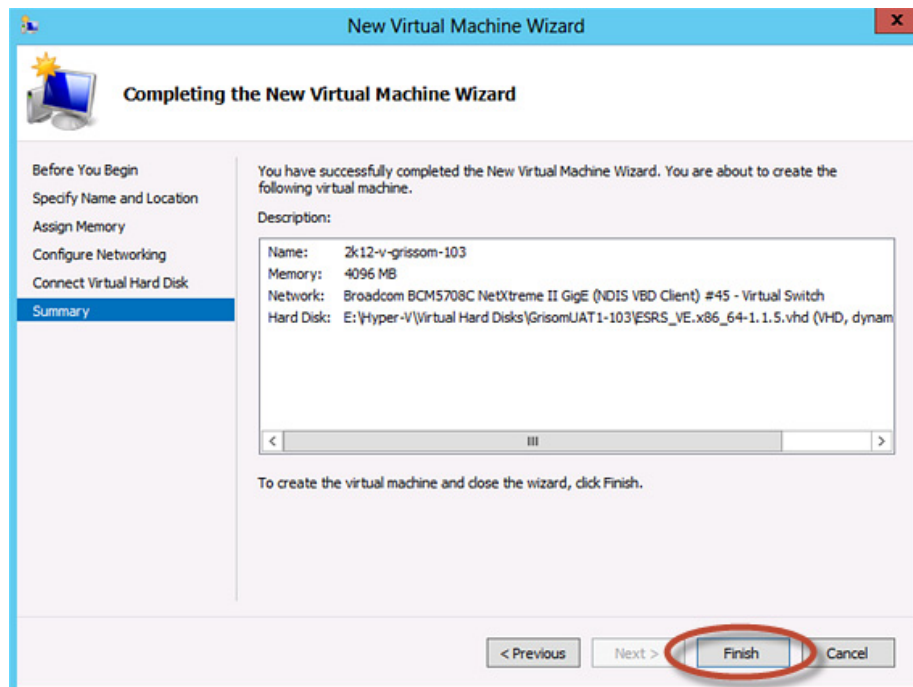 New Virtual Machine Wizard
x
Completing the New Virtual Machine Wizard
Before You Begin
Specify Name and Location
Assign Memory
Configure Networking
Connect Virtual Hard Disk
Summary
You have successfully completed the New Virtual Machine Wizard. You are about to create the
following virtual machine.
Description:
Name: 2k12-v-grissom-103
Memory: 4096 MB
Network: Broadcom BCM5708C NetXtreme II GigE (NDIS VBD Client) #45 - Virtual Switch
Hard Disk: E:\Hyper-V\Virtual Hard Disks\GrisomUAT1-103\ESRS_VE.x86_64-1.1.5.vhd (VHD, dynam
To create the virtual machine and close the wizard, click Finish.
< Previous Next > Finish Cancel